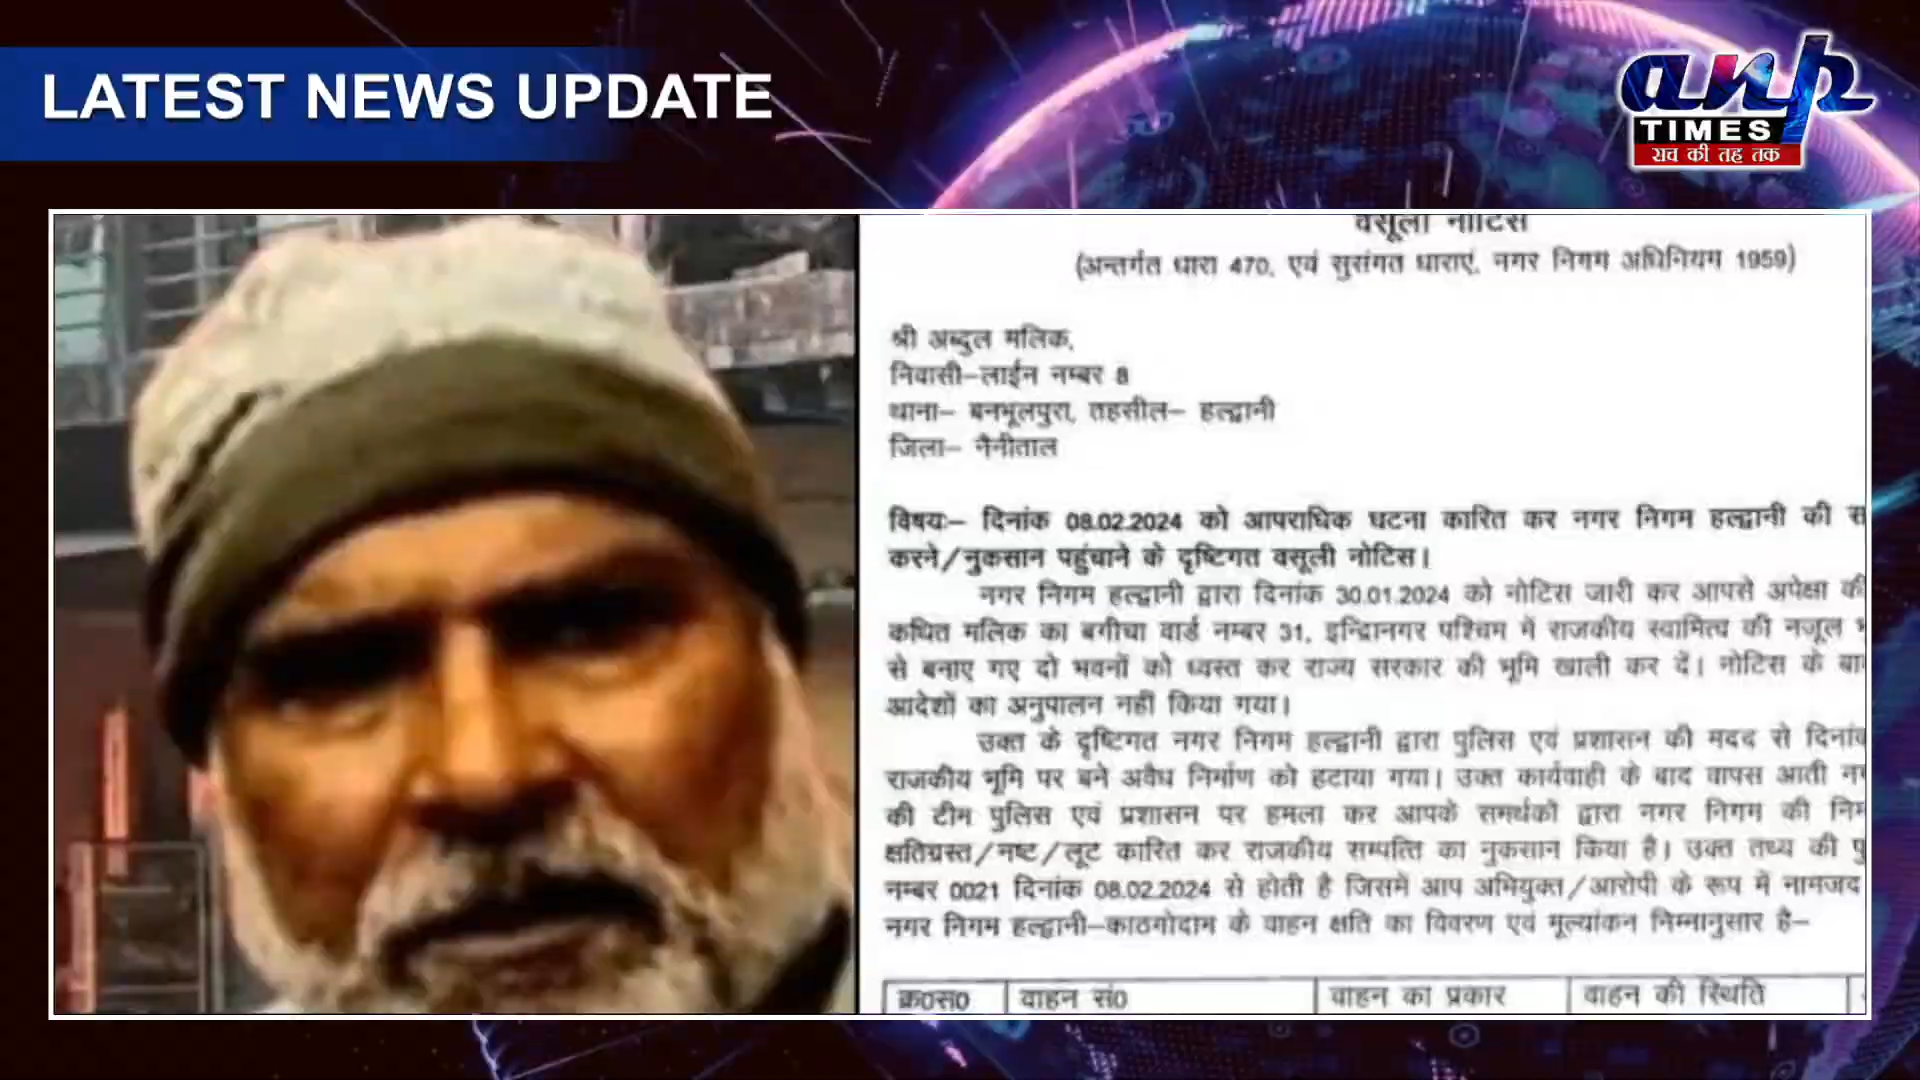 LATEST NEWS UPDATE
anp
TIMES
सच की तह तक
वसूली नोटिस
(अन्तर्गत धारा 470, एवं सुसंगत धाराएं, नगर निगम अधिनियम 1959)
श्री अब्दुल मलिक,
निवासी–लाईन नम्बर 8
थाना– बनभूलपुरा, तहसील– हल्द्वानी
जिला– नैनीताल
विषयः– दिनांक 08.02.2024 को आपराधिक घटना कारित कर नगर निगम हल्द्वानी की
करने/नुकसान पहुंचाने के दृष्टिगत वसूली नोटिस।
नगर निगम हल्द्वानी द्वारा दिनांक 30.01.2024 को नोटिस जारी कर आपसे अपेक्षा की
कथित मलिक का बगीचा वार्ड नम्बर 31, इन्द्रिानगर पश्चिम में राजकीय स्वामित्व की नजूल
से बनाए गए दो भवनों को ध्वस्त कर राज्य सरकार की भूमि खाली कर दें। नोटिस के
आदेशों का अनुपालन नहीं किया गया।
उक्त के दृष्टिगत नगर निगम हल्द्वानी द्वारा पुलिस एवं प्रशासन की मदद से
राजकीय भूमि पर बने अवैध निर्माण को हटाया गया। उक्त कार्यवाही के बाद वापस आती
की टीम पुलिस एवं प्रशासन पर हमला कर आपके समर्थकों द्वारा नगर निगम की
क्षतिग्रस्त/नष्ट/लूट कारित कर राजकीय सम्पत्ति का नुकसान किया है। उक्त तथ्य की
नम्बर 0021 दिनांक 08.02.2024 से होती है जिसमें आप अभियुक्त/आरोपी के रूप में नामजद
नगर निगम हल्द्वानी–काठगोदाम के वाहन क्षति का विवरण एवं मूल्यांकन निम्नानुसार है–
क्र0सं0 वाहन सं0 वाहन का प्रकार वाहन की स्थिति